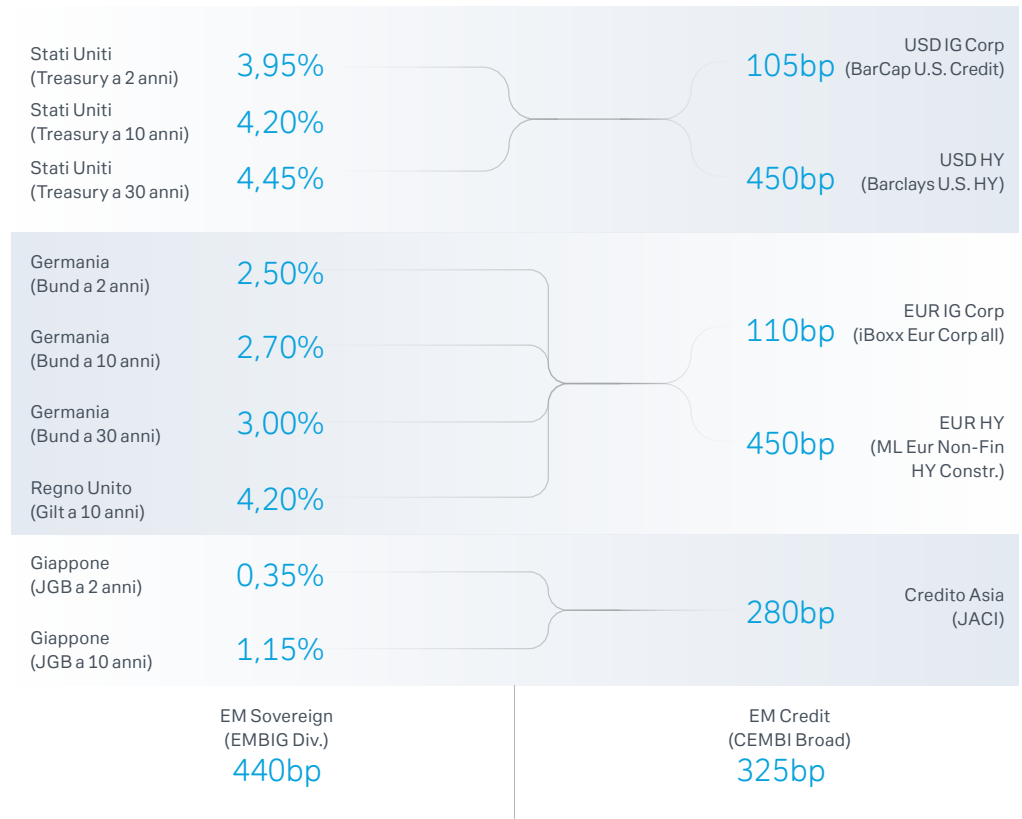 Stati Uniti
(Treasury a 2 anni)
3,95%
Stati Uniti
(Treasury a 10 anni)
4,20%
Stati Uniti
(Treasury a 30 anni)
4,45%
USD IG Corp
105bp (BarCap U.S. Credit)
USD HY
450bp (Barclays U.S. HY)
Germania
(Bund a 2 anni)
2,50%
Germania
(Bund a 10 anni)
2,70%
Germania
(Bund a 30 anni)
3,00%
Regno Unito
(Gilt a 10 anni)
4,20%
EUR IG Corp
110bp (iBoxx Eur Corp all)
EUR HY
450bp (ML Eur Non-Fin
HY Constr.)
Giappone
(JGB a 2 anni)
0,35%
Giappone
(JGB a 10 anni)
1,15%
Credito Asia
280bp (JACI)
EM Sovereign
(EMBIG Div.)
440bp
EM Credit
(CEMBI Broad)
325bp